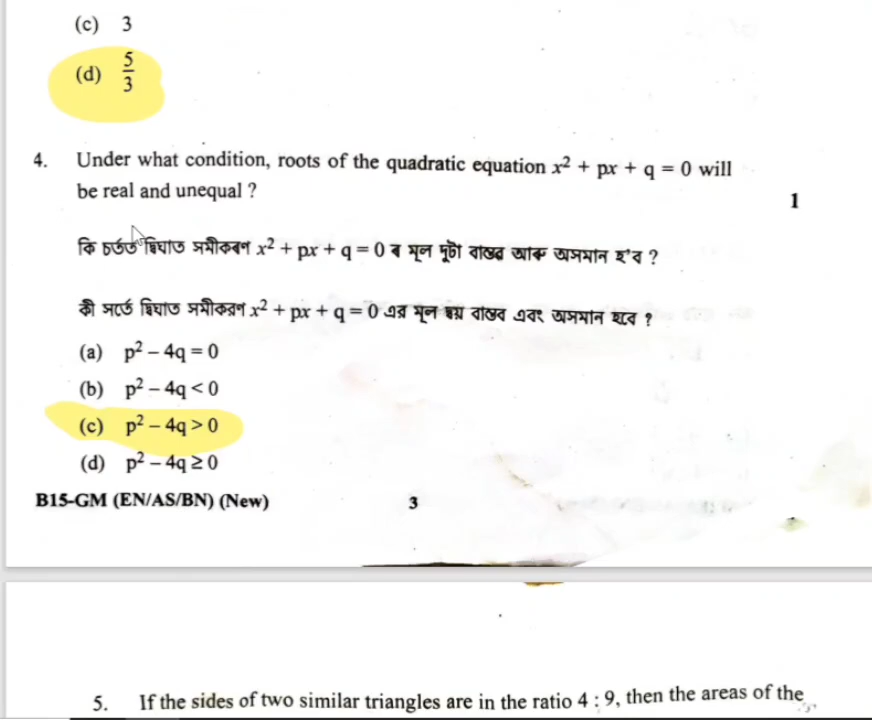 (c) 3
(d) 5/3
4. Under what condition, roots of the quadratic equation x² + px + q = 0 will
be real and unequal ?
1
কি চৰ্তত দ্বিঘাত সমীকৰণ x² + px + q = 0 ৰ মূল দুটা বাস্তৱ আৰু অসমান হ'ব ?
কী সর্তে দ্বিঘাত সমীকরণ x² + px + q = 0 এর মূল দ্বয় বাস্তব এবং অসমান হবে ?
(a) p² – 4q = 0
(b) p² – 4q < 0
(c) p² – 4q > 0
(d) p² – 4q ≥ 0
B15-GM (EN/AS/BN) (New) 3
5. If the sides of two similar triangles are in the ratio 4 : 9, then the areas of the